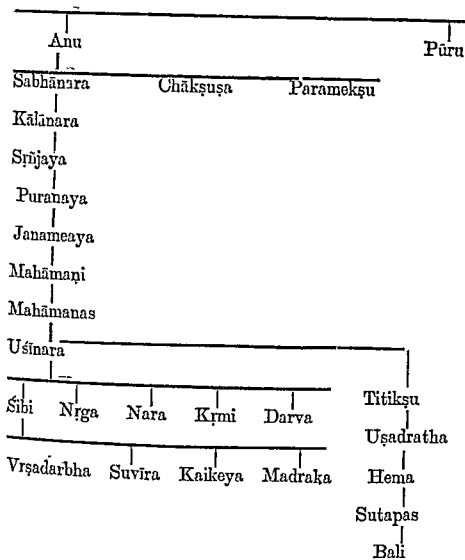 Anu Pūru
Sabhānara Chākṣuṣa Paramekṣu
Kālānara
Sṛñjaya
Puranaya
Janameaya
Mahāmaṇi
Mahāmanas
Uśīnara
Śibi Nṛga Nara Kṛmi Darva Titikṣu
Uṣadratha
Vṛṣadarbha Suvīra Kaikeya Madraka Hema
Sutapas
Bali